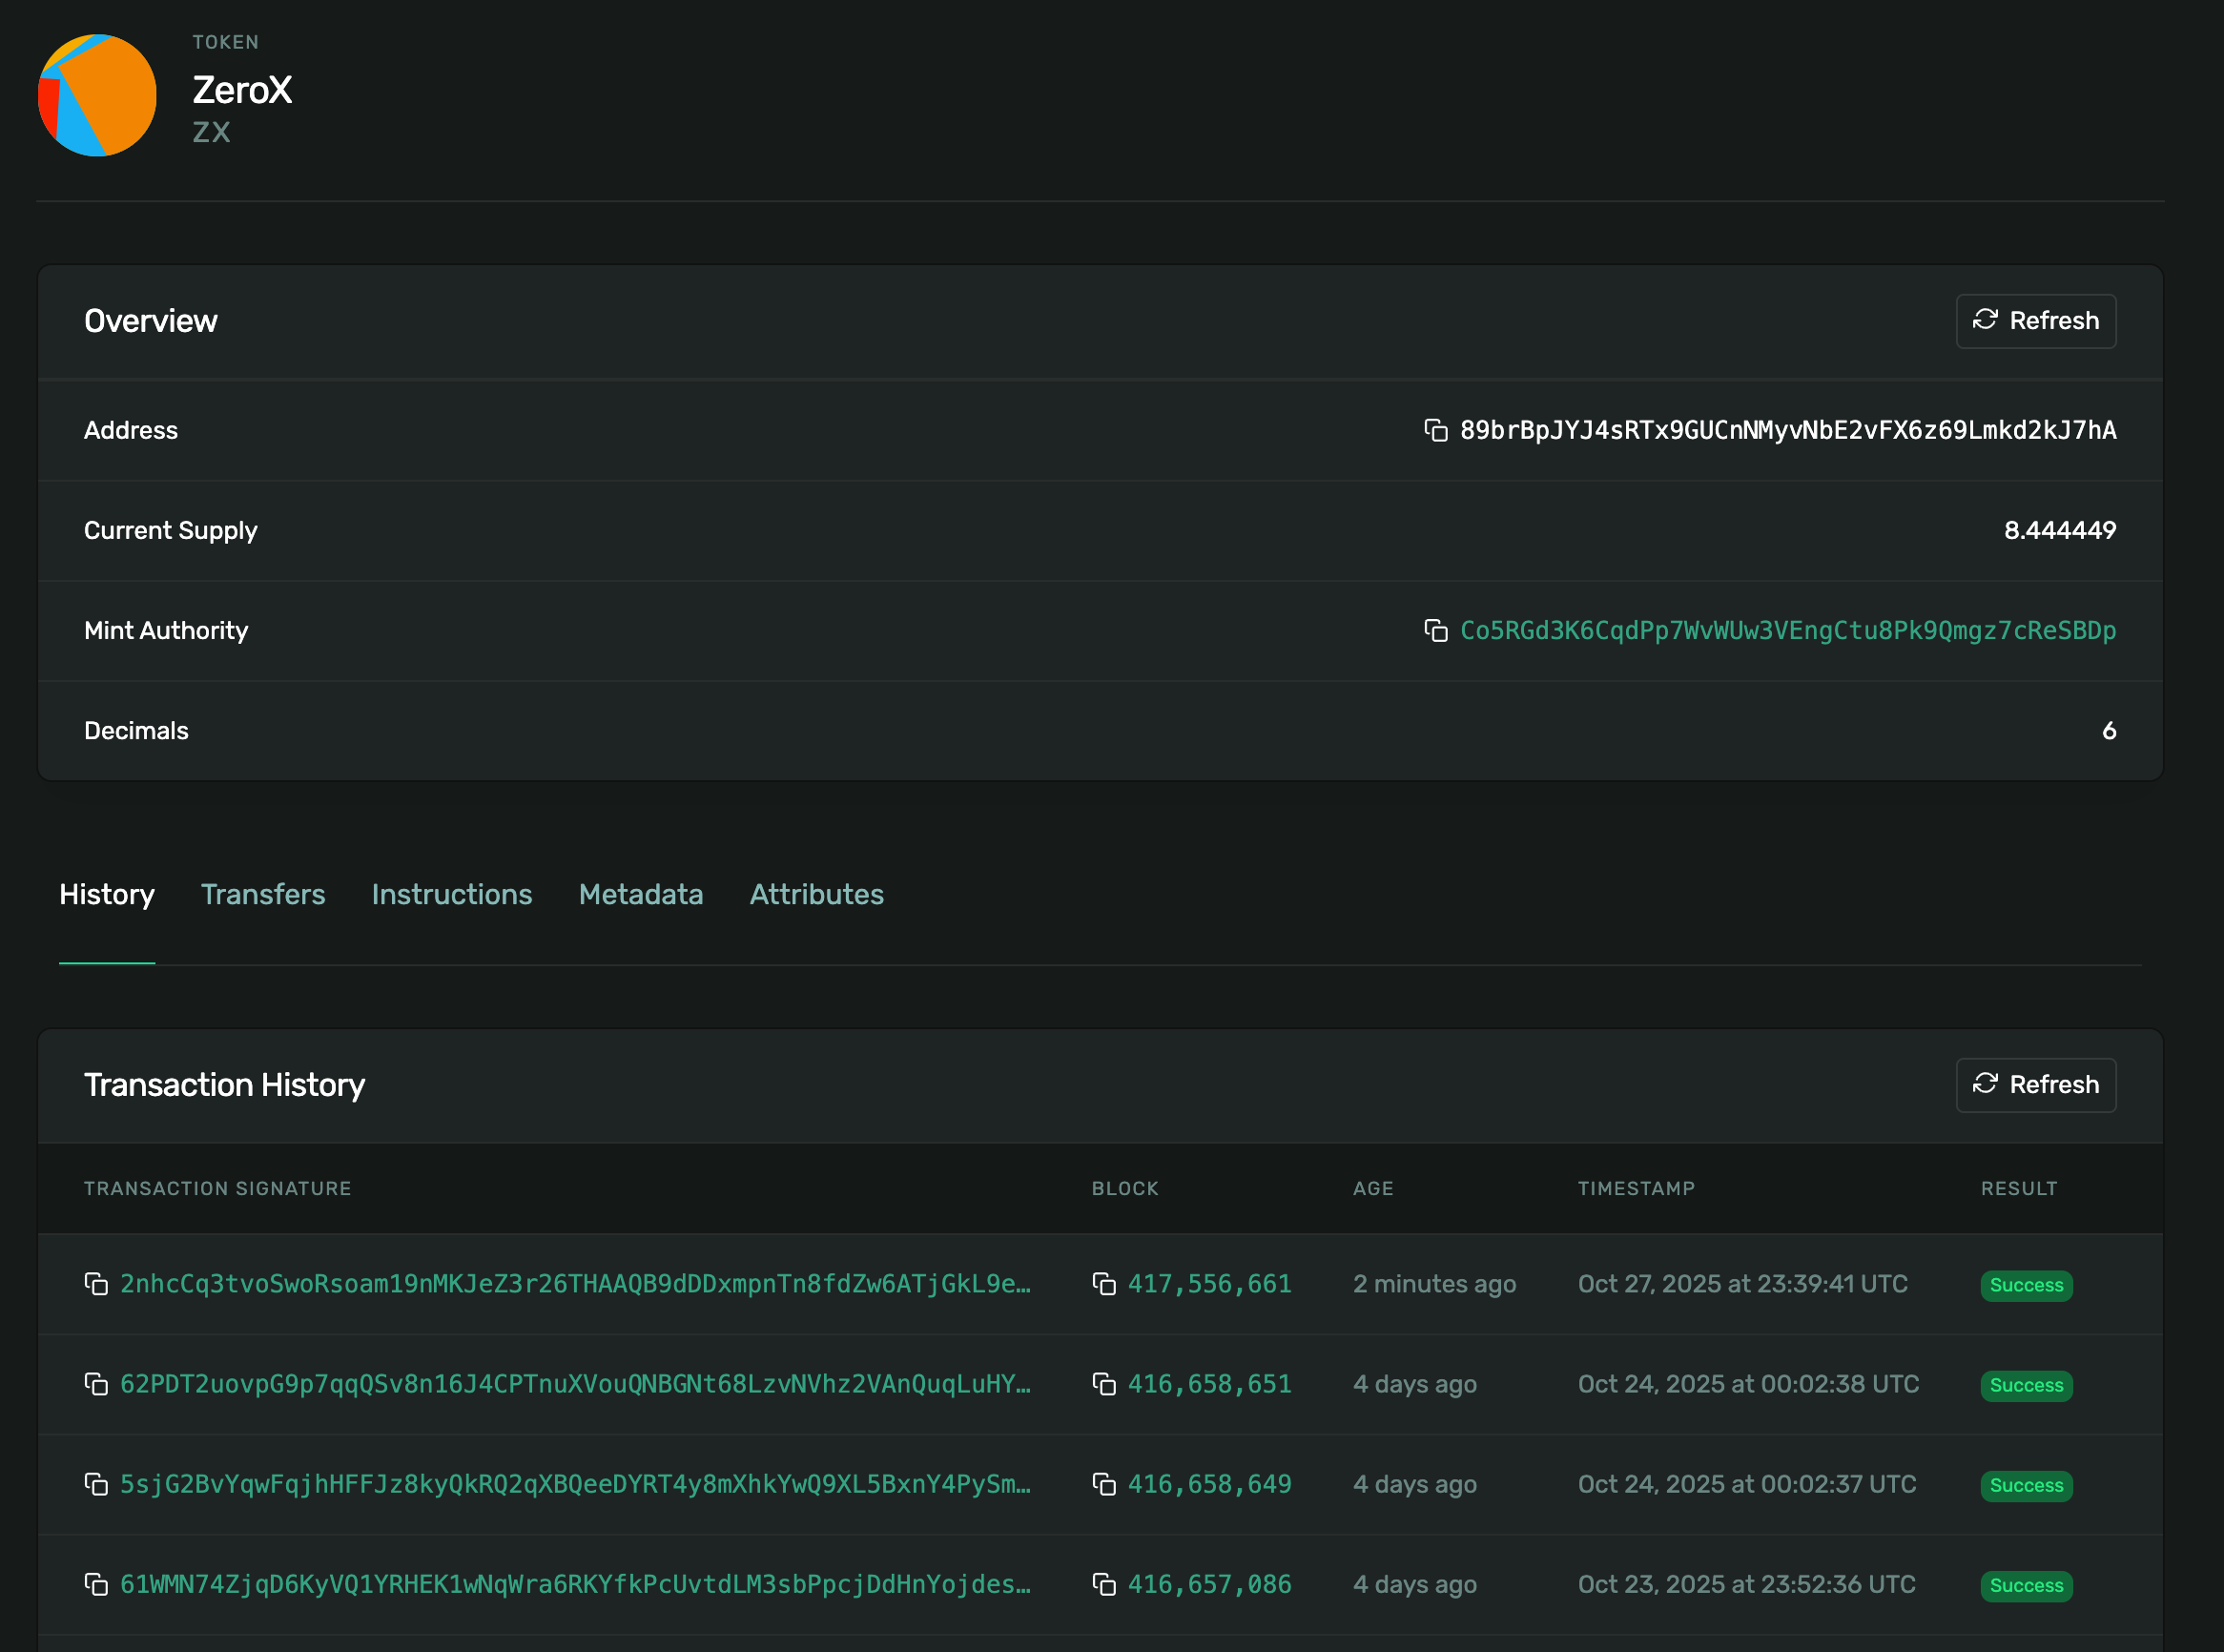 TOKEN
ZeroX
ZX
Overview
Refresh
Address
89brBpJYJ4sRTx9GUCnNMyvNbE2vFX6z69Lmkd2kJ7hA
Current Supply
8.444449
Mint Authority
Co5RGd3K6CqdPp7WvWUw3VEngCtu8Pk9Qmgz7cReSBDp
Decimals
6
History Transfers Instructions Metadata Attributes
Transaction History
Refresh
TRANSACTION SIGNATURE BLOCK AGE TIMESTAMP RESULT
2nhcCq3tvoSwoRsoam19nMKJeZ3r26THAAQB9dDDxmpnTn8fdZw6ATjGkL9e… 417,556,661 2 minutes ago Oct 27, 2025 at 23:39:41 UTC Success
62PDT2uovpG9p7qqQSv8n16J4CPTnuXVouQNBGNt68LzvNVhz2VAnQuqLuHY… 416,658,651 4 days ago Oct 24, 2025 at 00:02:38 UTC Success
5sjG2BvYqwFqjhHFFJz8kyQkRQ2qXBQeeDYRT4y8mXhkYwQ9XL5BxnY4PySm… 416,658,649 4 days ago Oct 24, 2025 at 00:02:37 UTC Success
61WMN74ZjqD6KyVQ1YRHEK1wNqWra6RKYfkPcUvtdLM3sbPpcjDdHnYojdes… 416,657,086 4 days ago Oct 23, 2025 at 23:52:36 UTC Success